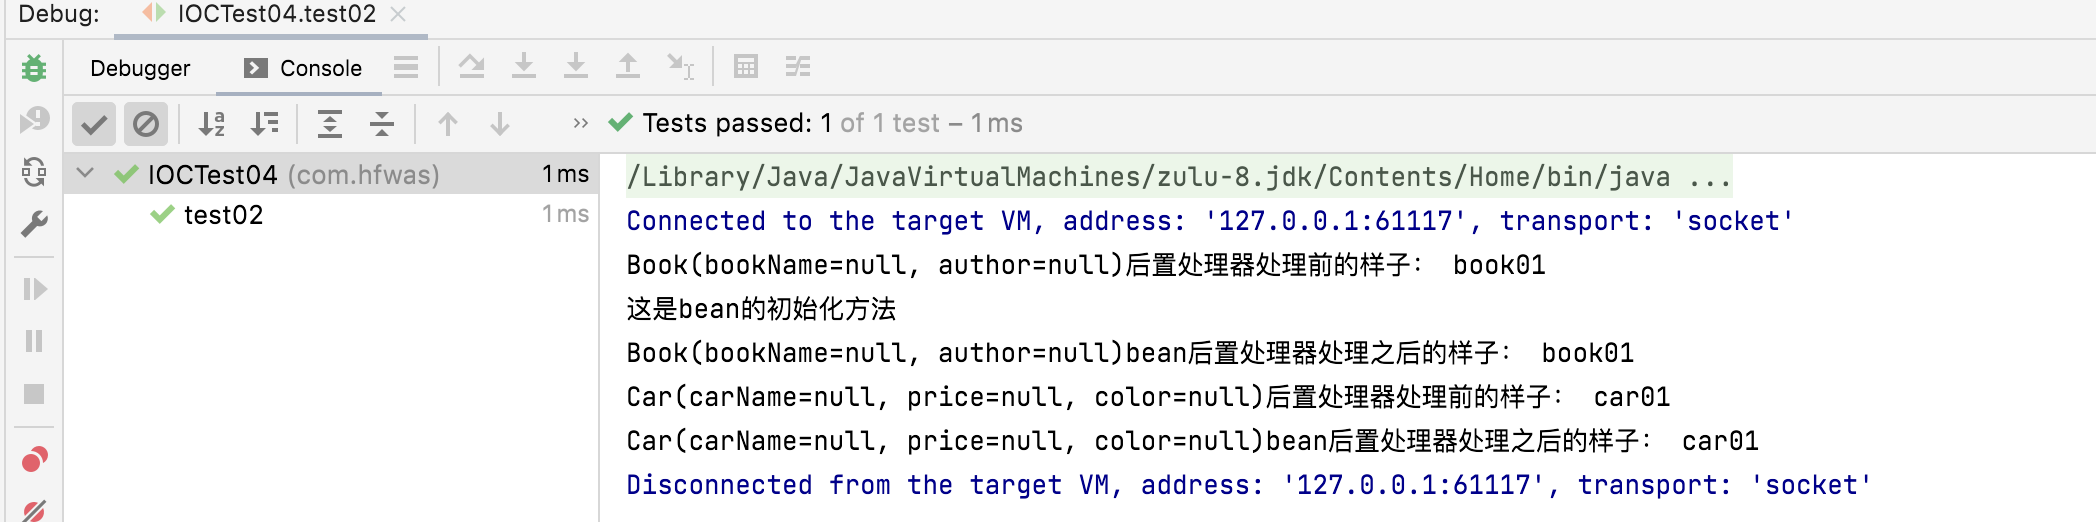 Debug: IOCTest04.test02
Debugger Console
Tests passed: 1 of 1 test – 1 ms
IOCTest04 (com.hfwas) 1 ms
test02 1 ms
/Library/Java/JavaVirtualMachines/zulu-8.jdk/Contents/Home/bin/java ...
Connected to the target VM, address: '127.0.0.1:61117', transport: 'socket'
Book(bookName=null, author=null)后置处理器处理前的样子： book01
这是bean的初始化方法
Book(bookName=null, author=null)bean后置处理器处理之后的样子： book01
Car(carName=null, price=null, color=null)后置处理器处理前的样子： car01
Car(carName=null, price=null, color=null)bean后置处理器处理之后的样子： car01
Disconnected from the target VM, address: '127.0.0.1:61117', transport: 'socket'